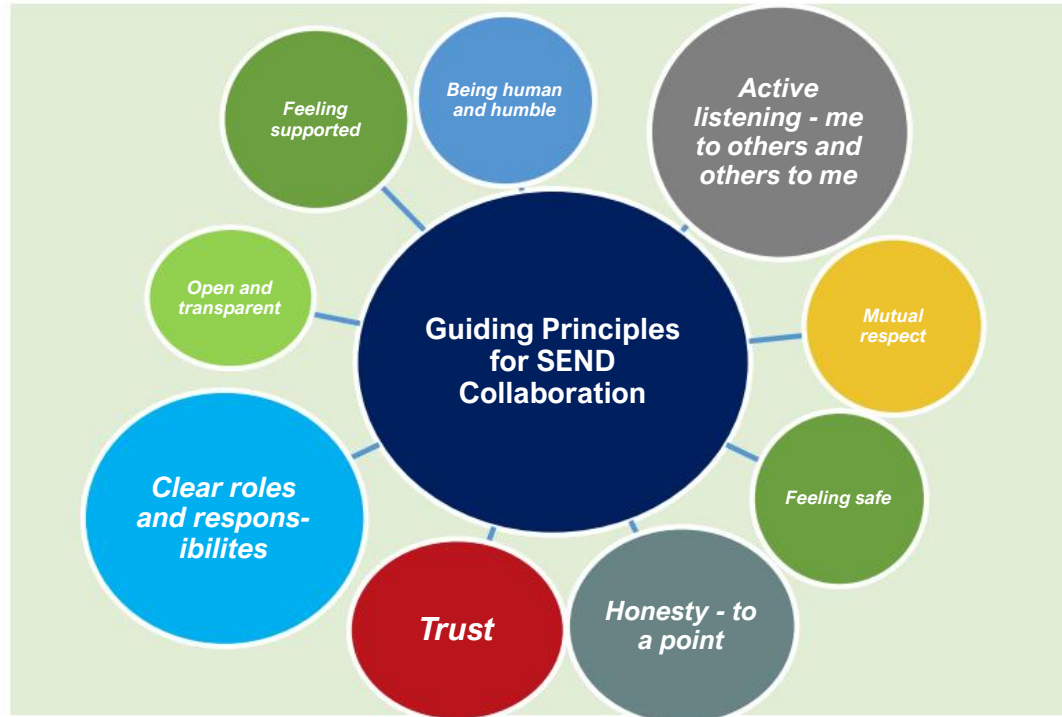 Feeling
supported
Being human
and humble
Active
listening - me
to others and
others to me
Open and
transparent
Guiding Principles
for SEND
Collaboration
Mutual
respect
Clear roles
and respons-
ibilites
Feeling safe
Trust
Honesty - to
a point